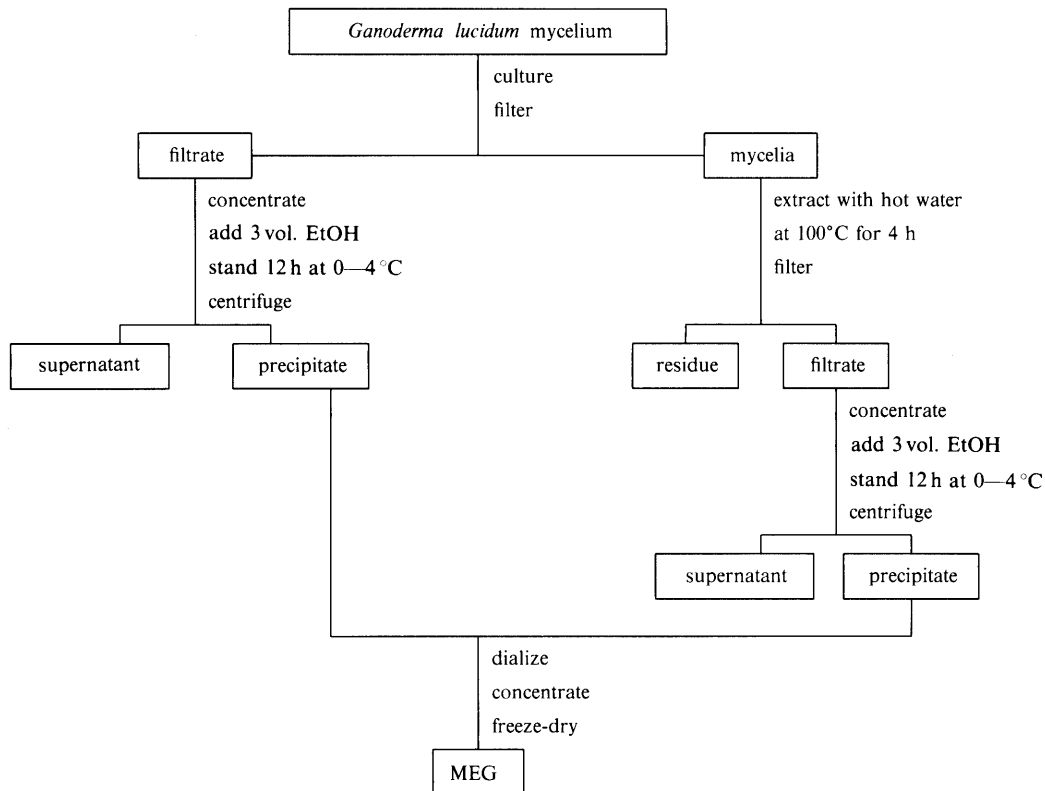 Ganoderma lucidum mycelium
culture
filter
filtrate
mycelia
concentrate
add 3 vol. EtOH
stand 12 h at 0—4 °C
centrifuge
extract with hot water
at 100°C for 4 h
filter
supernatant
precipitate
residue
filtrate
concentrate
add 3 vol. EtOH
stand 12 h at 0—4 °C
centrifuge
supernatant
precipitate
dialize
concentrate
freeze-dry
MEG